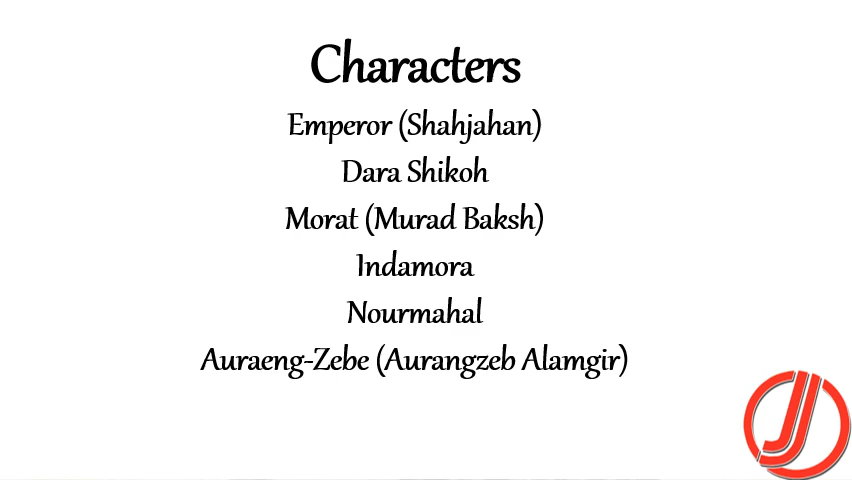 Characters
Emperor (Shahjahan)
Dara Shikoh
Morat (Murad Baksh)
Indamora
Nourmahal
Auraeng-Zebe (Aurangzeb Alamgir)